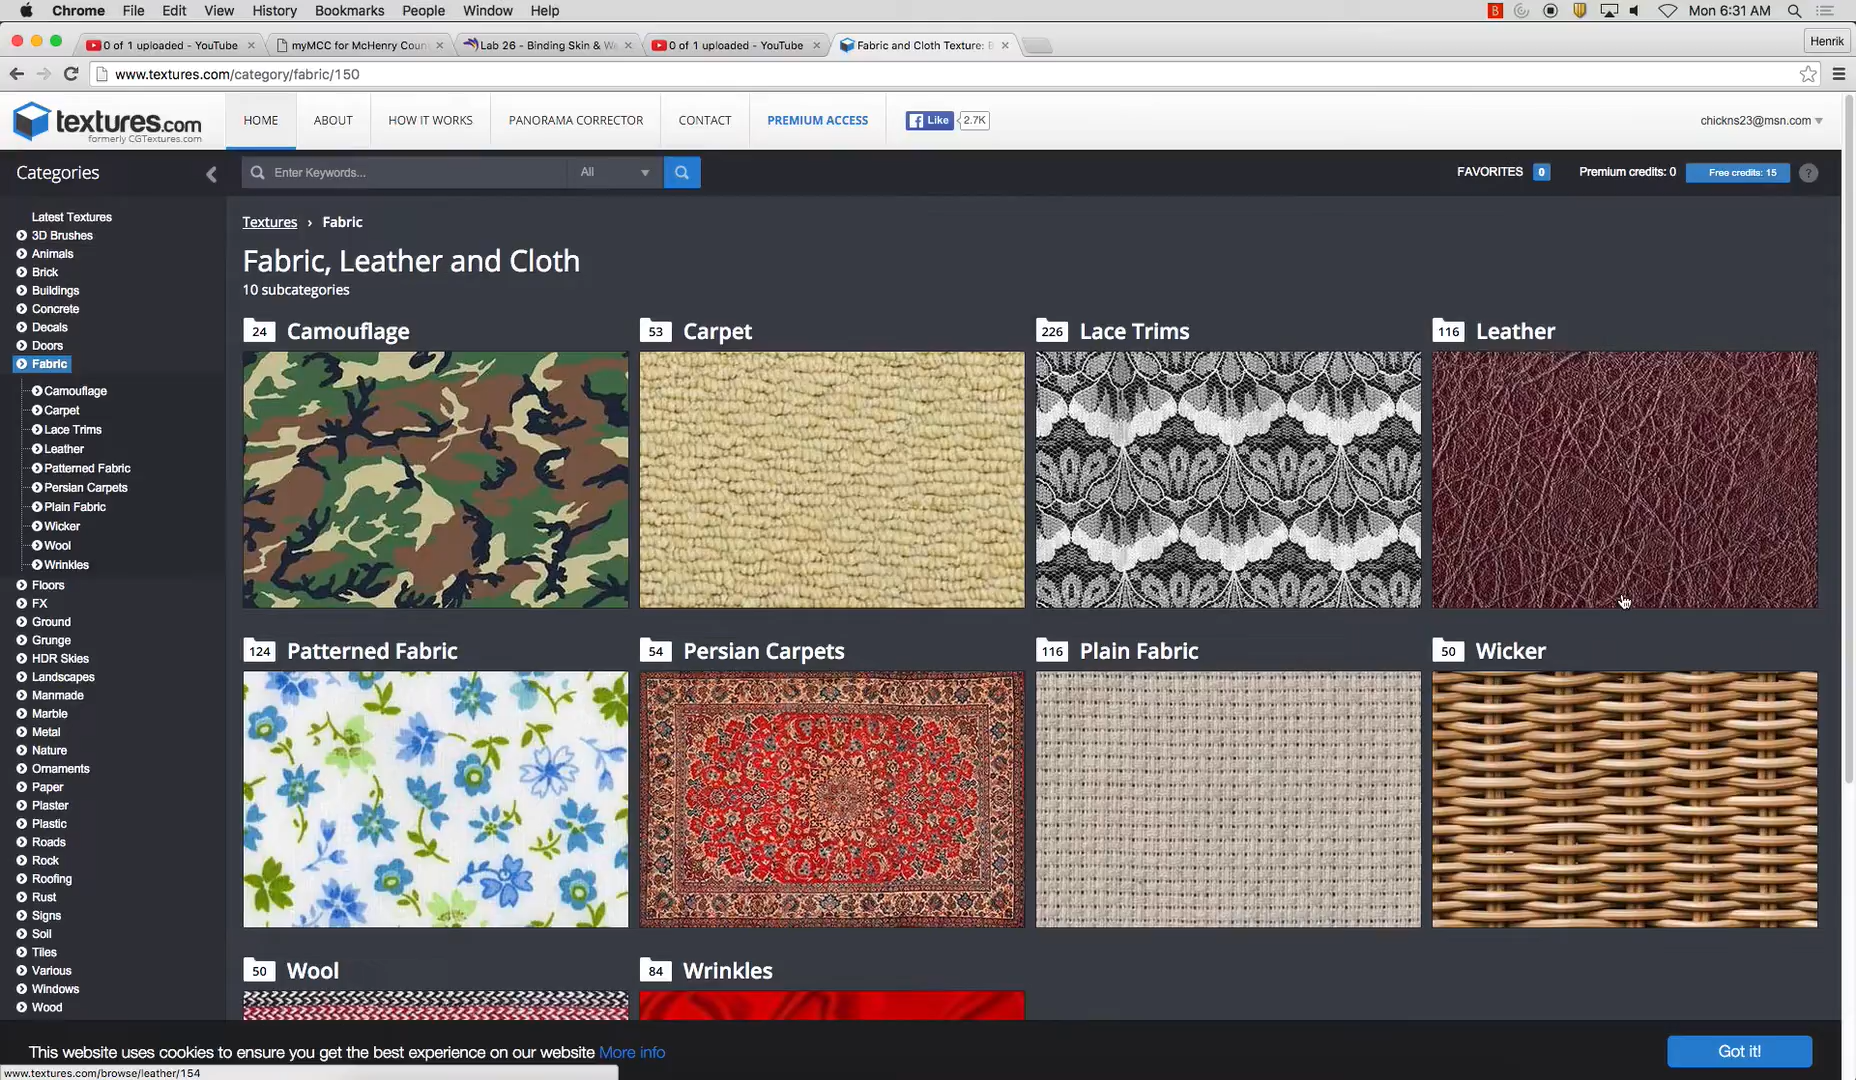 Chrome File Edit View History Bookmarks People Window Help Mon 6:31 AM
0 of 1 uploaded - YouTube myMCC for McHenry Coun Lab 26 - Binding Skin & We 0 of 1 uploaded - YouTube Fabric and Cloth Texture: B Henrik
www.textures.com/category/fabric/150
textures.com HOME ABOUT HOW IT WORKS PANORAMA CORRECTOR CONTACT PREMIUM ACCESS Like 2.7K chickns23@msn.com
formerly CGTextures.com
Categories Enter Keywords... All FAVORITES 0 Premium credits: 0 Free credits: 15 ?
Latest Textures
3D Brushes
Animals
Brick
Buildings
Concrete
Decals
Doors
Fabric
Camouflage
Carpet
Lace Trims
Leather
Patterned Fabric
Persian Carpets
Plain Fabric
Wicker
Wool
Wrinkles
Floors
FX
Ground
Grunge
HDR Skies
Landscapes
Manmade
Marble
Metal
Nature
Ornaments
Paper
Plaster
Plastic
Roads
Rock
Roofing
Rust
Signs
Soil
Tiles
Various
Windows
Wood
Textures › Fabric
Fabric, Leather and Cloth
10 subcategories
24 Camouflage 53 Carpet 226 Lace Trims 116 Leather
124 Patterned Fabric 54 Persian Carpets 116 Plain Fabric 50 Wicker
50 Wool 84 Wrinkles
This website uses cookies to ensure you get the best experience on our website More info Got it!
www.textures.com/browse/leather/154